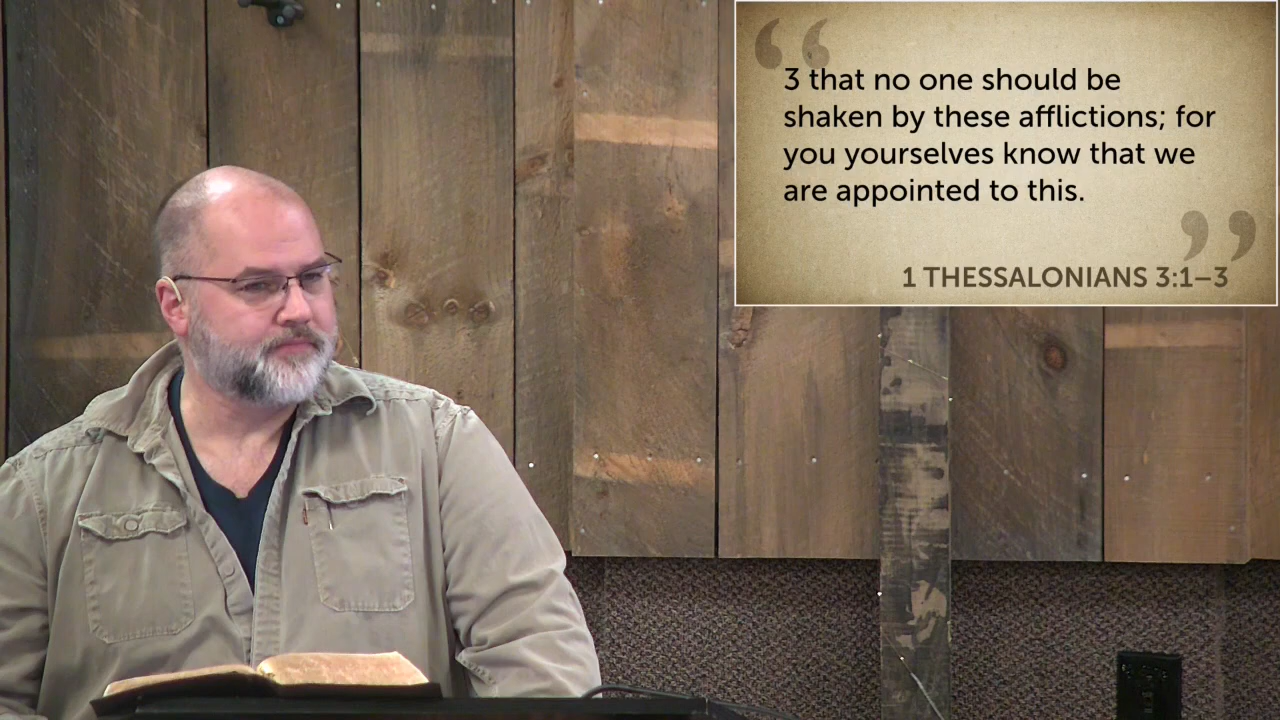 3 that no one should be
shaken by these afflictions; for
you yourselves know that we
are appointed to this.
1 THESSALONIANS 3:1–3